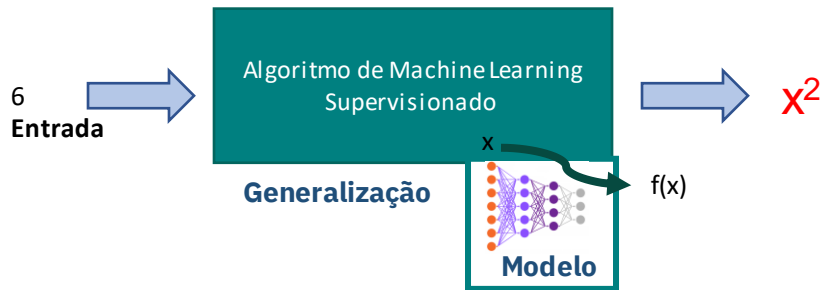 Algoritmo de Machine Learning
Supervisionado
6
Entrada
x²
x
f(x)
Generalização
Modelo